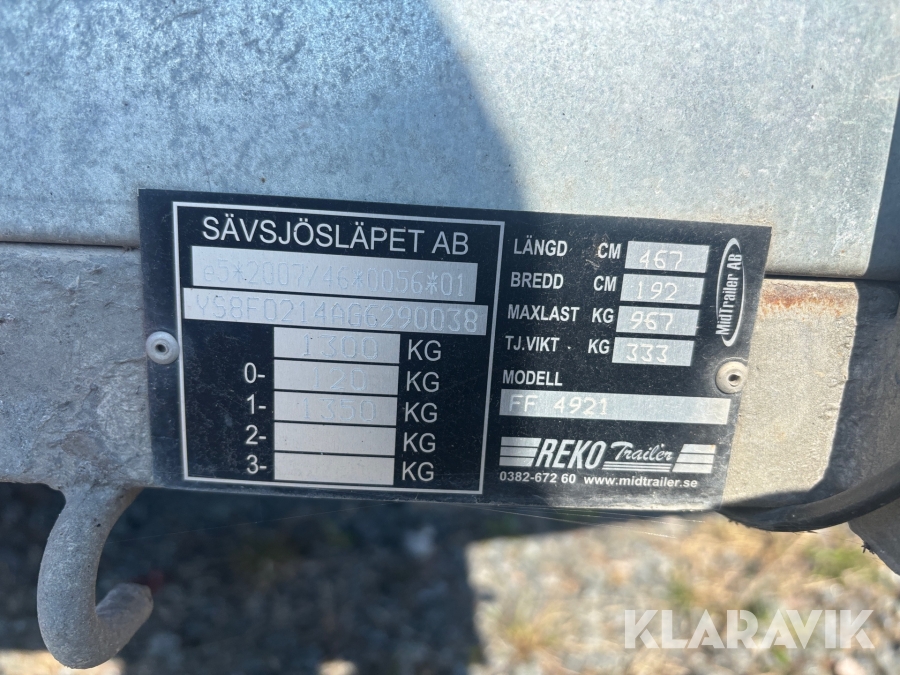 SÄVSJÖSLÄPET AB
e5*2007/46*0056*01
YS8F0214AGG290038
1300 KG
0- 120 KG
1- 1350 KG
2- KG
3- KG
LÄNGD CM 467
BREDD CM 192
MAXLAST KG 967
TJ.VIKT KG 333
MODELL
FF 4921
REKO Trailer
0382-672 60 www.midtrailer.se
MidTrailer AB
KLARAVIK